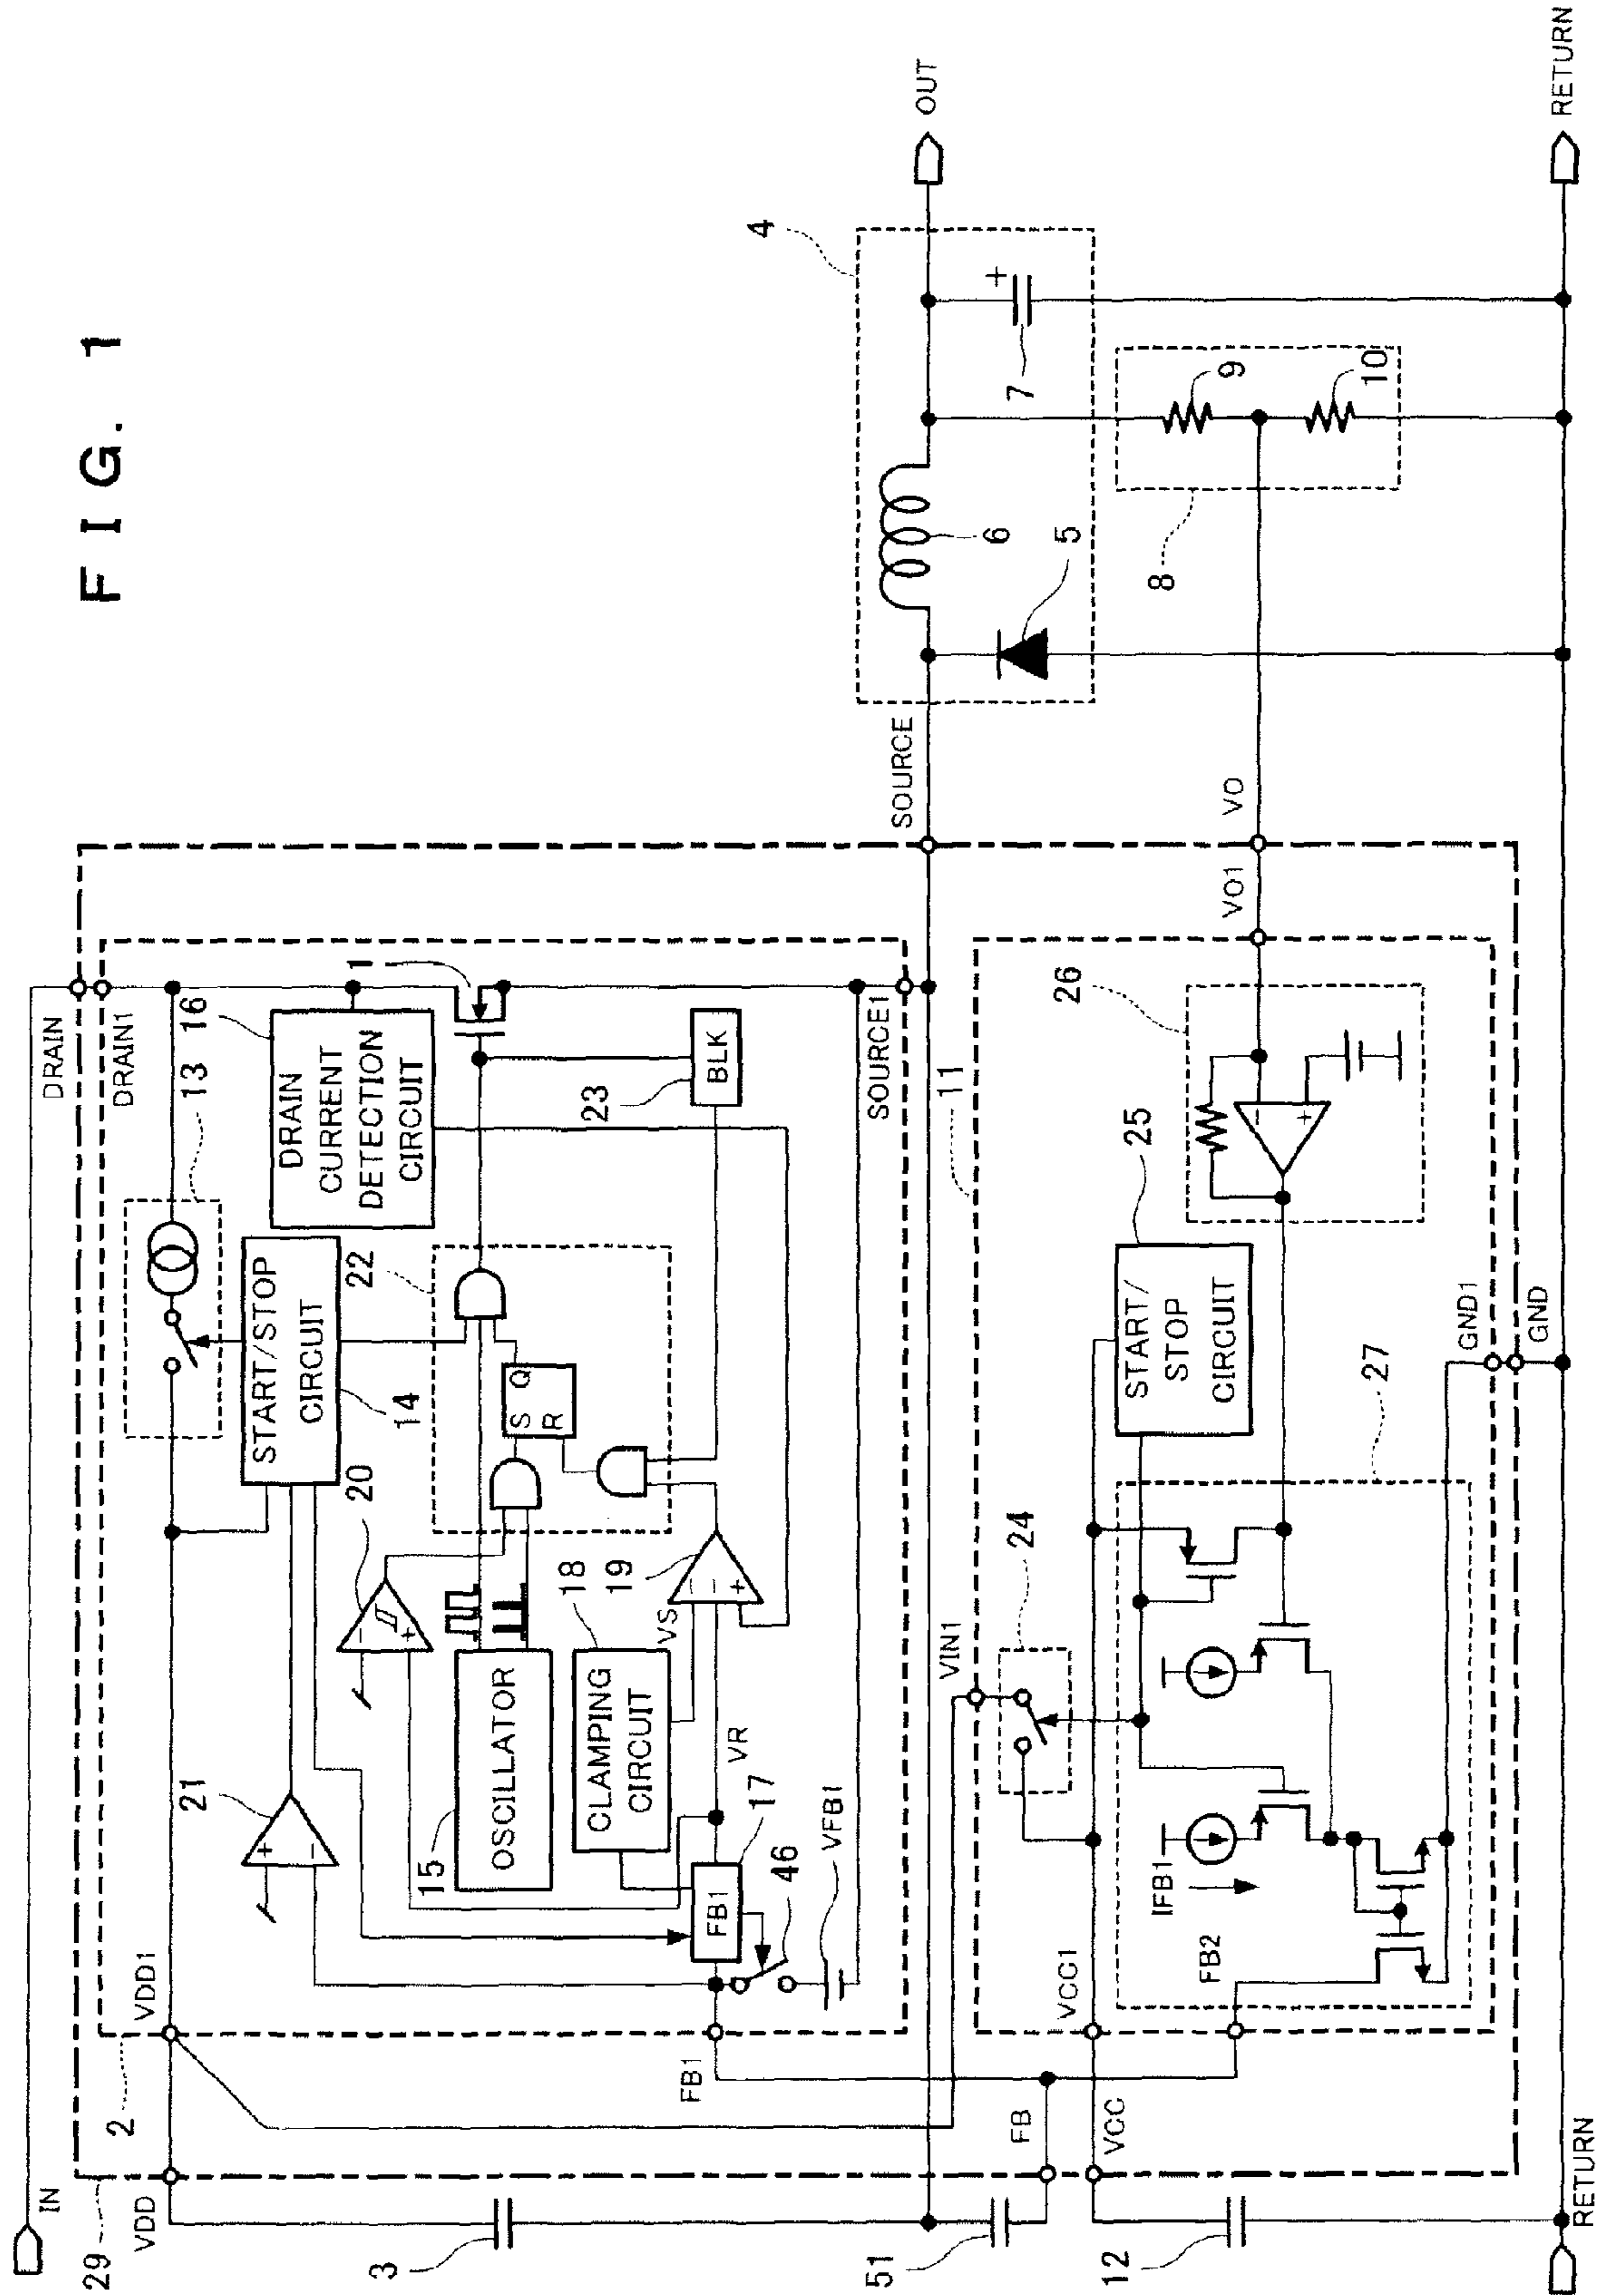 FIG. 1
IN
DRAIN
DRAIN1
29
VDD
2
VDD1
13
16
DRAIN
CURRENT
DETECTION
CIRCUIT
1
START/STOP
CIRCUIT
14
21
20
22
S
Q
R
OSCILLATOR
15
CLAMPING
CIRCUIT
18
VS
19
23
BLK
VR
17
FB1
46
VFB1
FB1
3
SOURCE1
SOURCE
4
OUT
6
5
7
+
51
FB
VIN1
11
24
VCC
VCG1
12
START/
STOP
CIRCUIT
25
26
VO1
VO
8
9
10
27
IFB1
FB2
GND1
GND
RETURN
RETURN